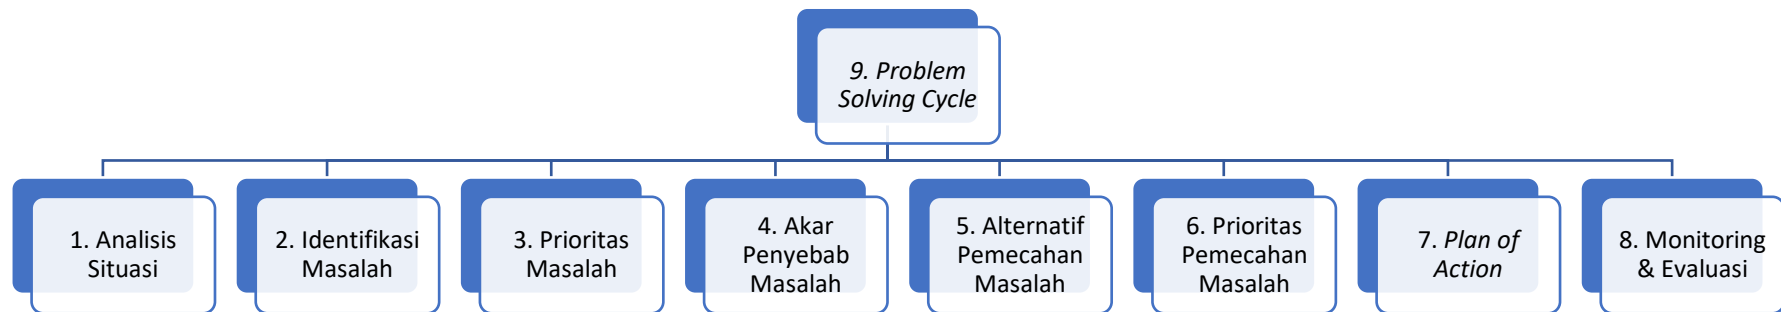 9. Problem
Solving Cycle
1. Analisis
Situasi
2. Identifikasi
Masalah
3. Prioritas
Masalah
4. Akar
Penyebab
Masalah
5. Alternatif
Pemecahan
Masalah
6. Prioritas
Pemecahan
Masalah
7. Plan of
Action
8. Monitoring
& Evaluasi